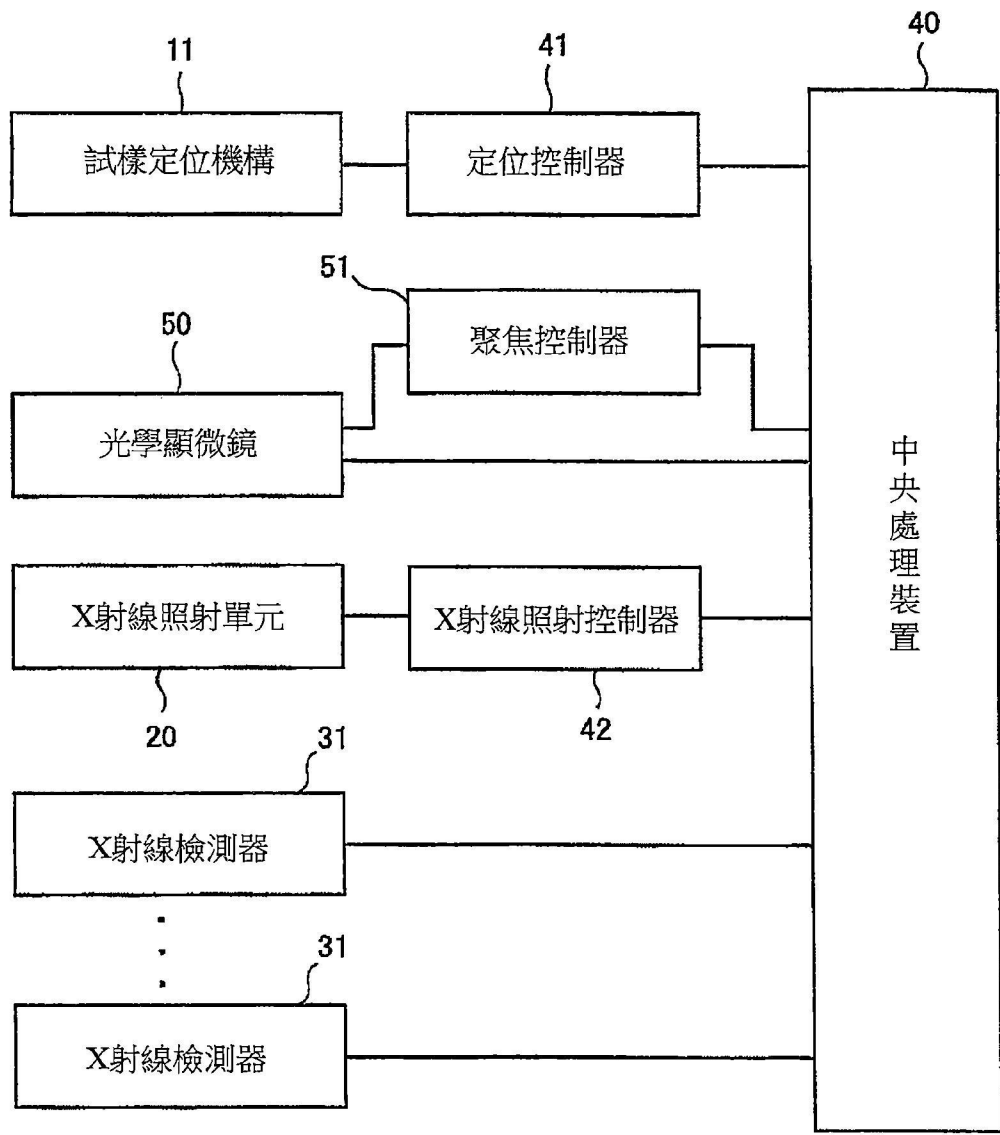 40
11
41
試樣定位機構
定位控制器
51
聚焦控制器
50
光學顯微鏡
中央處理裝置
X射線照射單元
X射線照射控制器
20
42
31
X射線檢測器
31
X射線檢測器